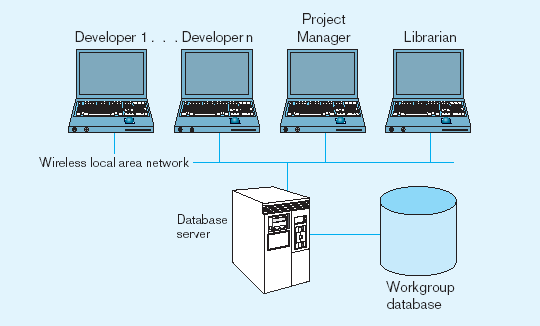 Project
Developer 1 . . . Developer n Manager Librarian
Wireless local area network
Database
server
Workgroup
database